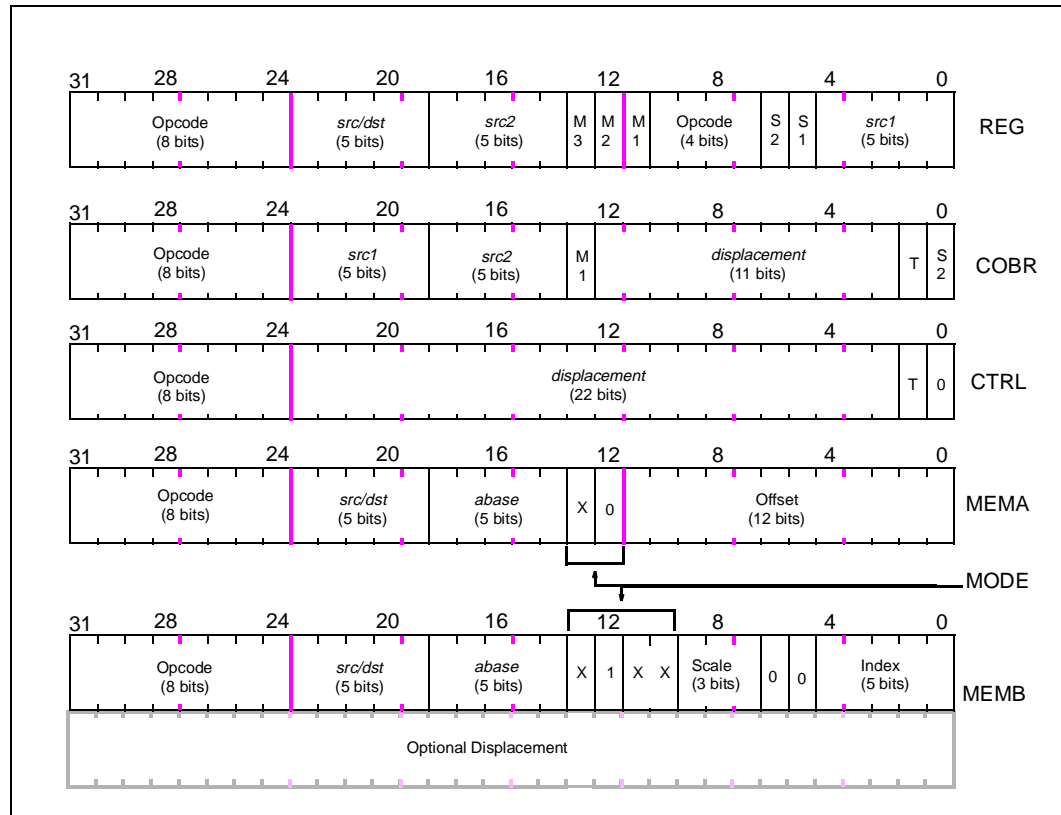 31 28 24 20 16 12 8 4 0
Opcode src/dst src2 M M M Opcode S S src1 REG
(8 bits) (5 bits) (5 bits) 3 2 1 (4 bits) 2 1 (5 bits)
31 28 24 20 16 12 8 4 0
Opcode src1 src2 M displacement T S COBR
(8 bits) (5 bits) (5 bits) 1 (11 bits) 2
31 28 24 20 16 12 8 4 0
Opcode displacement T 0 CTRL
(8 bits) (22 bits)
31 28 24 20 16 12 8 4 0
Opcode src/dst abase X 0 Offset MEMA
(8 bits) (5 bits) (5 bits) (12 bits)
MODE
31 28 24 20 16 12 8 4 0
Opcode src/dst abase X 1 X X Scale 0 0 Index MEMB
(8 bits) (5 bits) (5 bits) (3 bits) (5 bits)
Optional Displacement